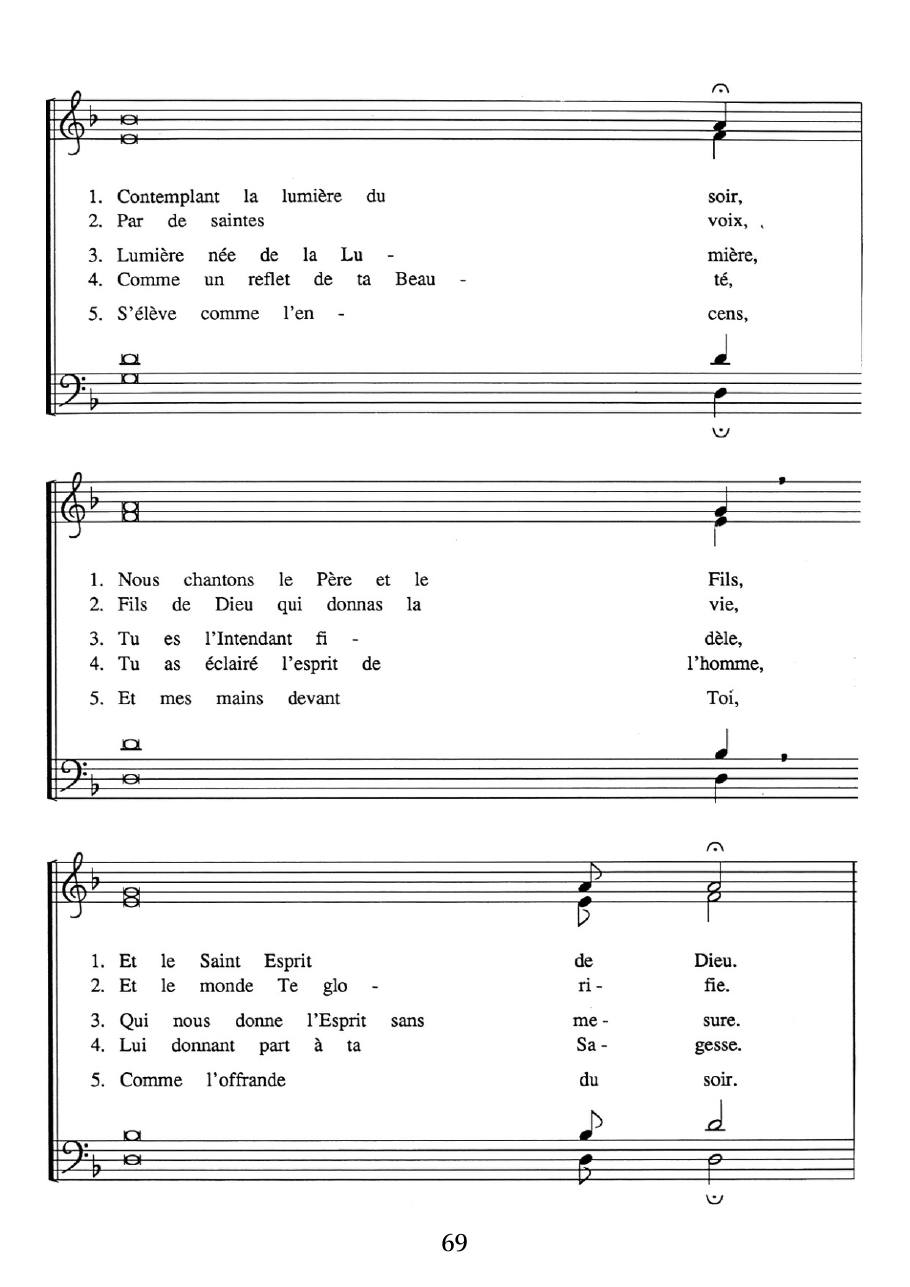 1. Contemplant la lumière du soir,
2. Par de saintes voix,
3. Lumière née de la Lu - mière,
4. Comme un reflet de ta Beau - té,
5. S'élève comme l'en - cens,
1. Nous chantons le Père et le Fils,
2. Fils de Dieu qui donnas la vie,
3. Tu es l'Intendant fi - dèle,
4. Tu as éclairé l'esprit de l'homme,
5. Et mes mains devant Toi,
1. Et le Saint Esprit de Dieu.
2. Et le monde Te glo - ri - fie.
3. Qui nous donne l'Esprit sans me - sure.
4. Lui donnant part à ta Sa - gesse.
5. Comme l'offrande du soir.
69